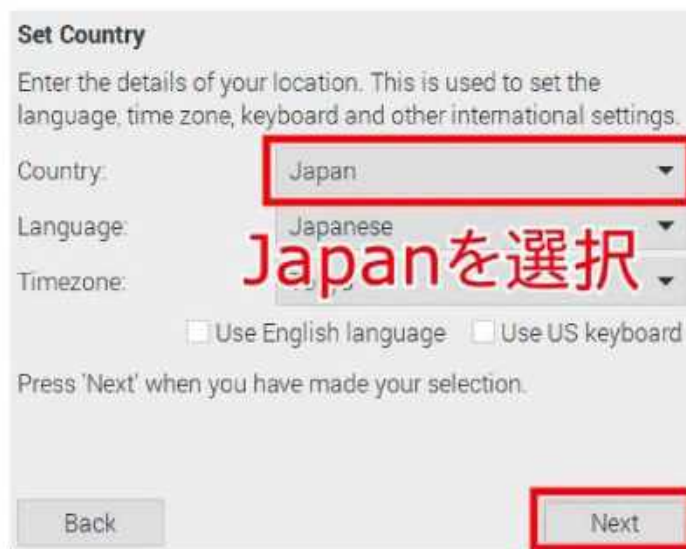 Set Country
Enter the details of your location. This is used to set the
language, time zone, keyboard and other international settings.
Country: Japan
Language: Japanese
Japanを選択
Timezone:
Use English language Use US keyboard
Press 'Next' when you have made your selection.
Back Next